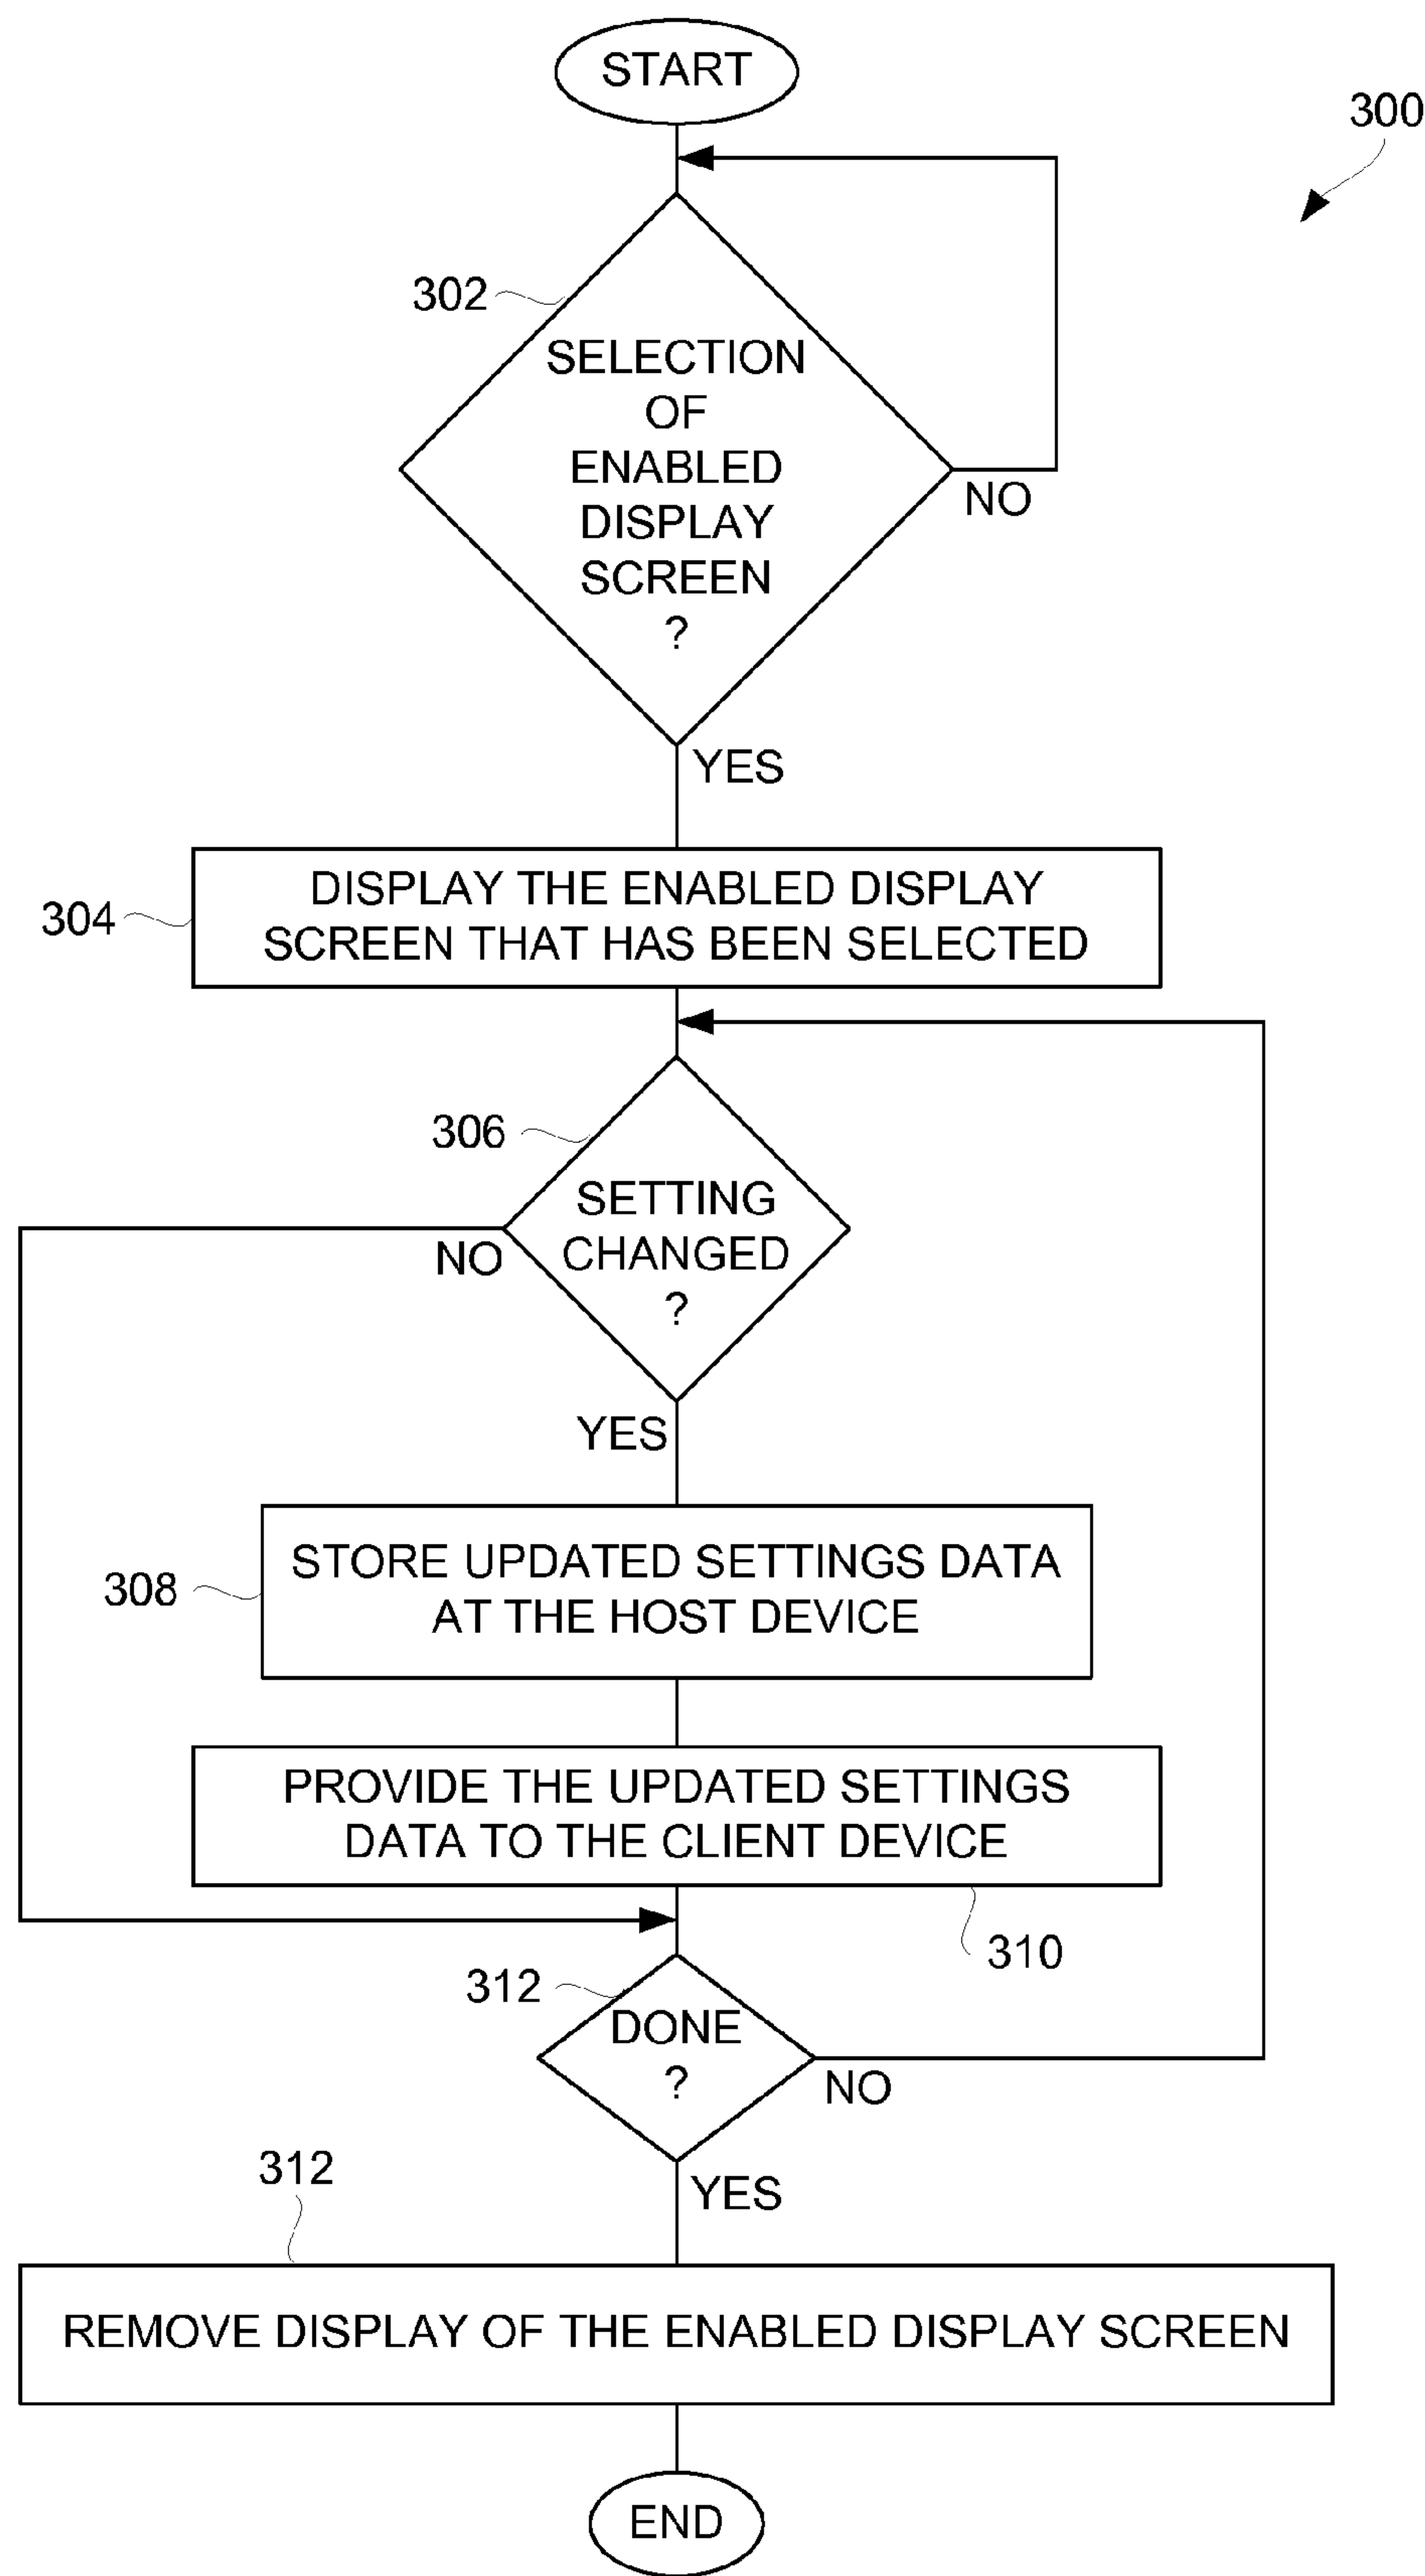 START
300
302
SELECTION
OF
ENABLED
DISPLAY
SCREEN
?
NO
YES
304
DISPLAY THE ENABLED DISPLAY
SCREEN THAT HAS BEEN SELECTED
306
SETTING
CHANGED
?
NO
YES
308
STORE UPDATED SETTINGS DATA
AT THE HOST DEVICE
PROVIDE THE UPDATED SETTINGS
DATA TO THE CLIENT DEVICE
310
312
DONE
?
NO
YES
312
REMOVE DISPLAY OF THE ENABLED DISPLAY SCREEN
END